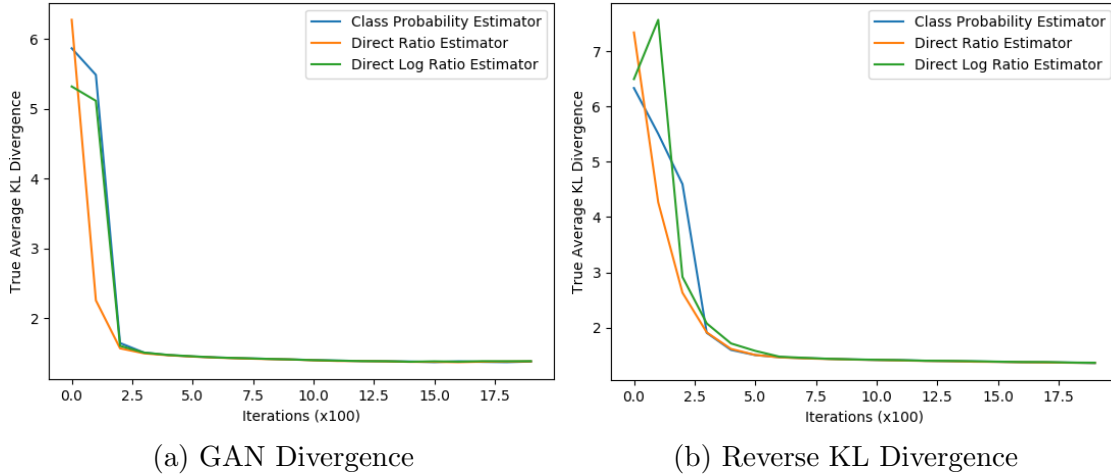 Class Probability Estimator
Direct Ratio Estimator
Direct Log Ratio Estimator
6
5
4
3
2
True Average KL Divergence
0.0 2.5 5.0 7.5 10.0 12.5 15.0 17.5
Iterations (x100)
(a) GAN Divergence
Class Probability Estimator
Direct Ratio Estimator
Direct Log Ratio Estimator
7
6
5
4
3
2
True Average KL Divergence
0.0 2.5 5.0 7.5 10.0 12.5 15.0 17.5
Iterations (x100)
(b) Reverse KL Divergence